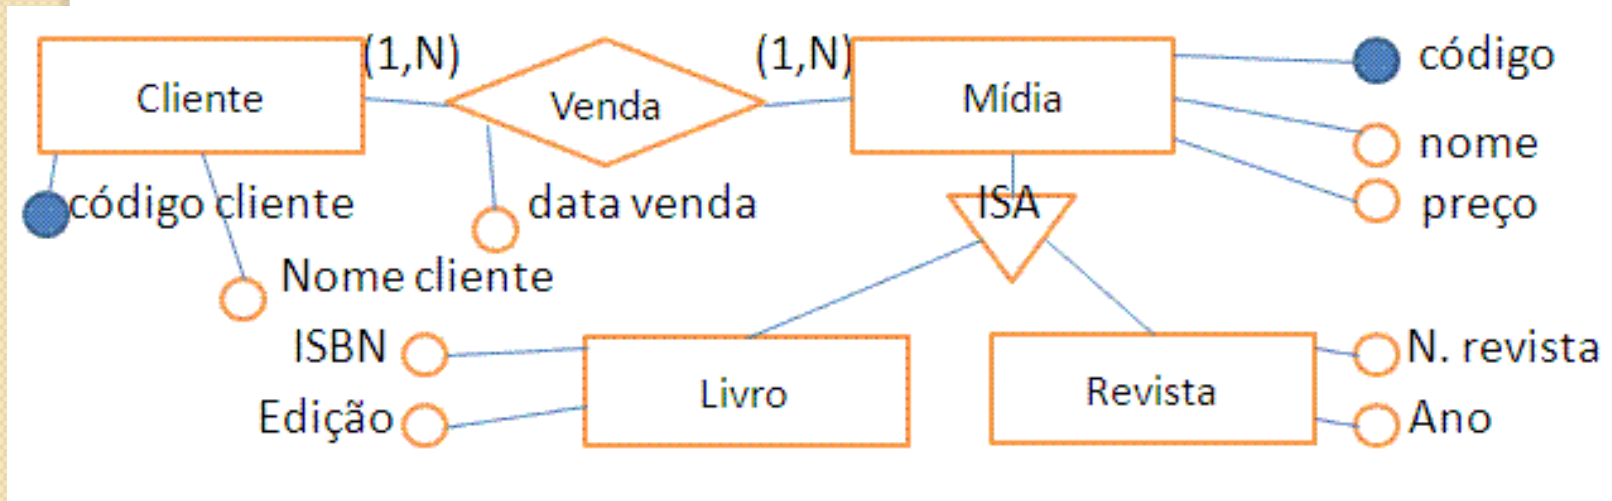 (1,N)
(1,N)
Cliente
Venda
Mídia
código
nome
preço
código cliente
data venda
ISA
Nome cliente
ISBN
Edição
Livro
Revista
N. revista
Ano